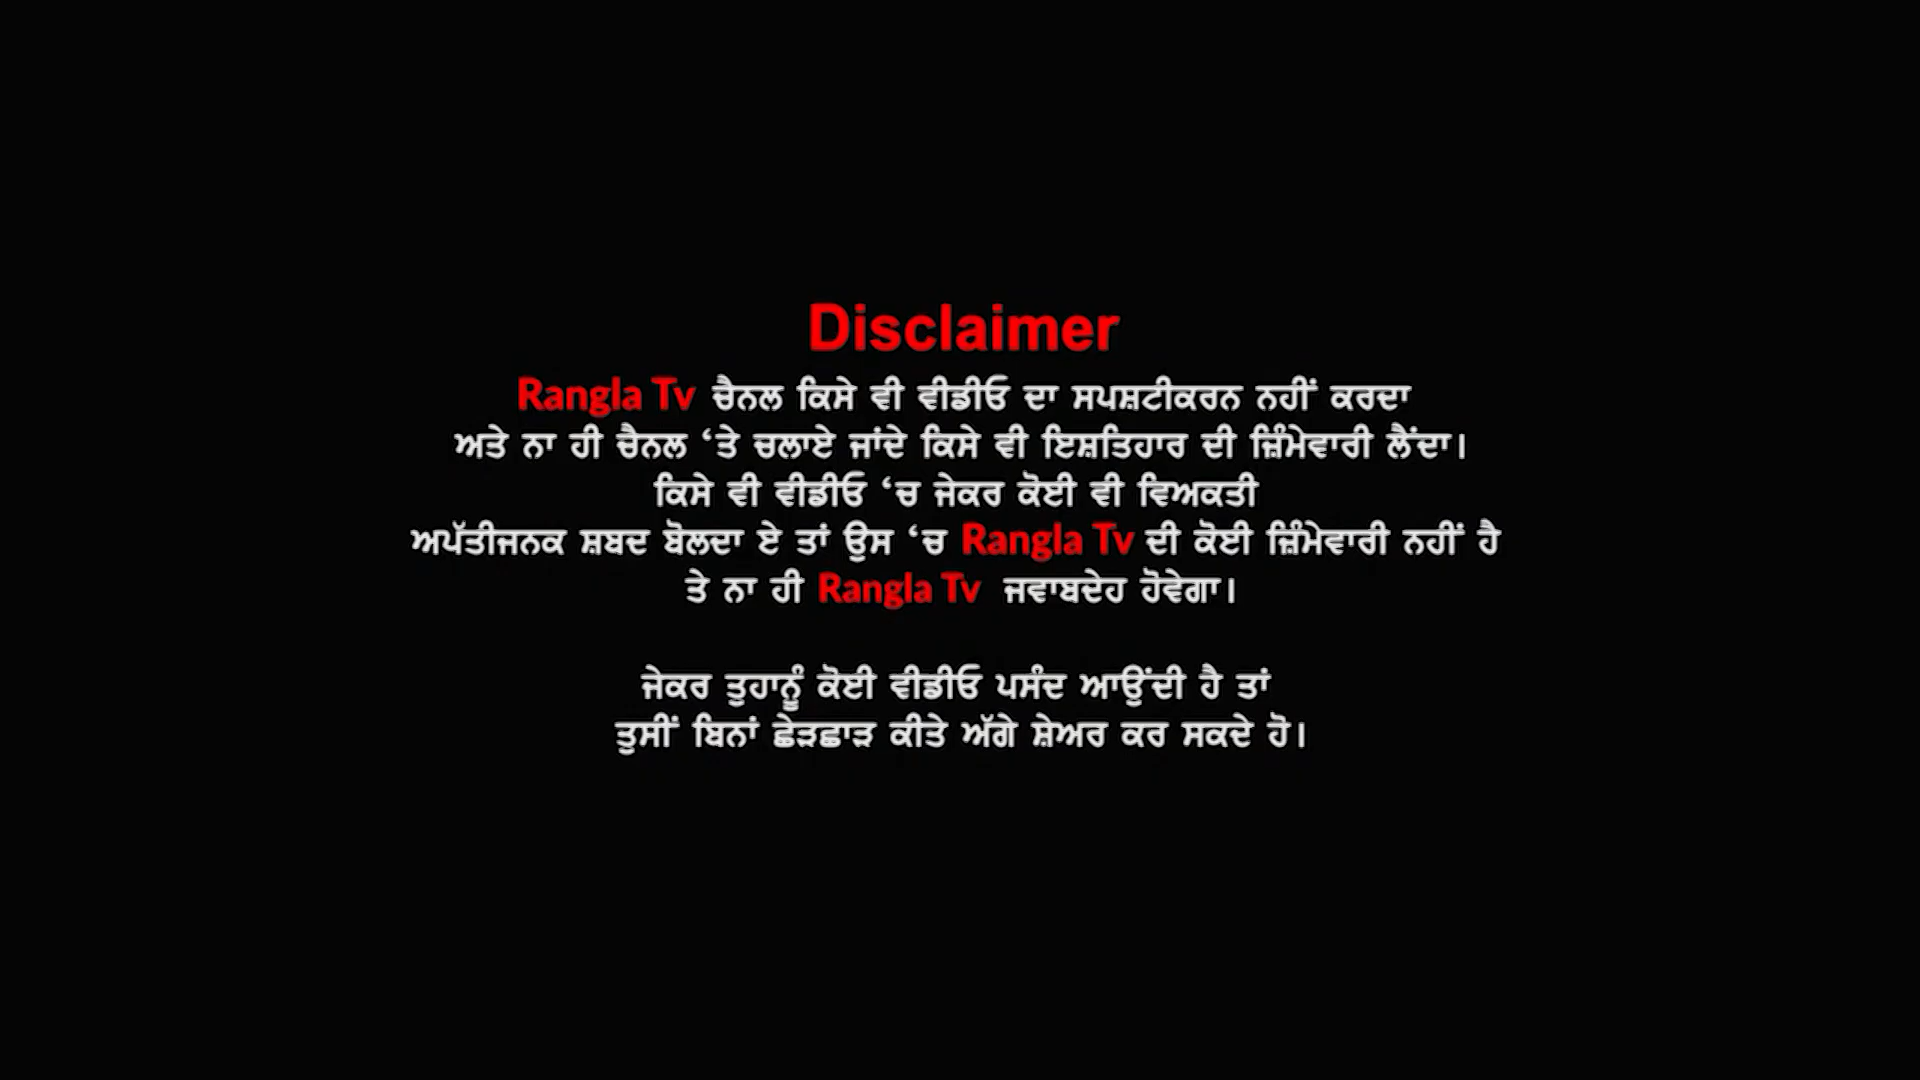 Disclaimer
Rangla Tv ਚੈਨਲ ਕਿਸੇ ਵੀ ਵੀਡੀਓ ਦਾ ਸਪਸ਼ਟੀਕਰਨ ਨਹੀਂ ਕਰਦਾ
ਅਤੇ ਨਾ ਹੀ ਚੈਨਲ ‘ਤੇ ਚਲਾਏ ਜਾਂਦੇ ਕਿਸੇ ਵੀ ਇਸ਼ਤਿਹਾਰ ਦੀ ਜ਼ਿੰਮੇਵਾਰੀ ਲੈਂਦਾ।
ਕਿਸੇ ਵੀ ਵੀਡੀਓ ‘ਚ ਜੇਕਰ ਕੋਈ ਵੀ ਵਿਅਕਤੀ
ਅਪੱਤੀਜਨਕ ਸ਼ਬਦ ਬੋਲਦਾ ਏ ਤਾਂ ਉਸ ‘ਚ Rangla Tv ਦੀ ਕੋਈ ਜ਼ਿੰਮੇਵਾਰੀ ਨਹੀਂ ਹੈ
ਤੇ ਨਾ ਹੀ Rangla Tv ਜਵਾਬਦੇਹ ਹੋਵੇਗਾ।
ਜੇਕਰ ਤੁਹਾਨੂੰ ਕੋਈ ਵੀਡੀਓ ਪਸੰਦ ਆਉਂਦੀ ਹੈ ਤਾਂ
ਤੁਸੀਂ ਬਿਨਾਂ ਛੇੜਛਾੜ ਕੀਤੇ ਅੱਗੇ ਸ਼ੇਅਰ ਕਰ ਸਕਦੇ ਹੋ।